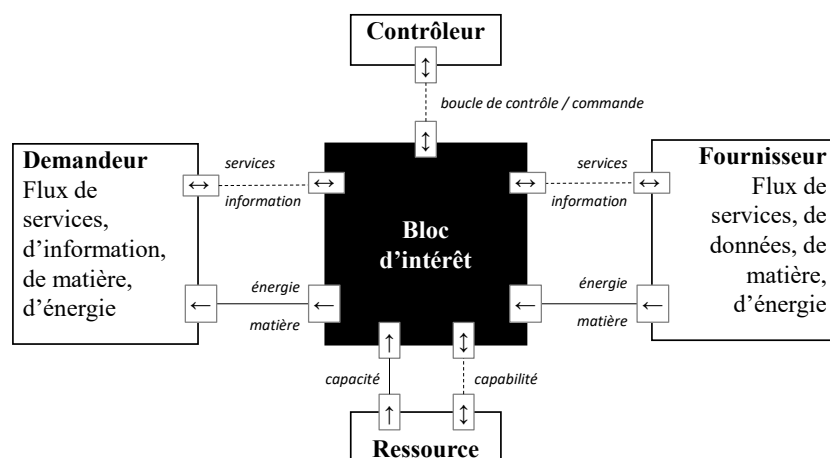 Contrôleur
boucle de contrôle / commande
Demandeur
Flux de
services,
d'information,
de matière,
d'énergie
services
information
énergie
matière
Bloc
d'intérêt
services
information
énergie
matière
Fournisseur
Flux de
services, de
données, de
matière,
d'énergie
capacité
capabilité
Ressource